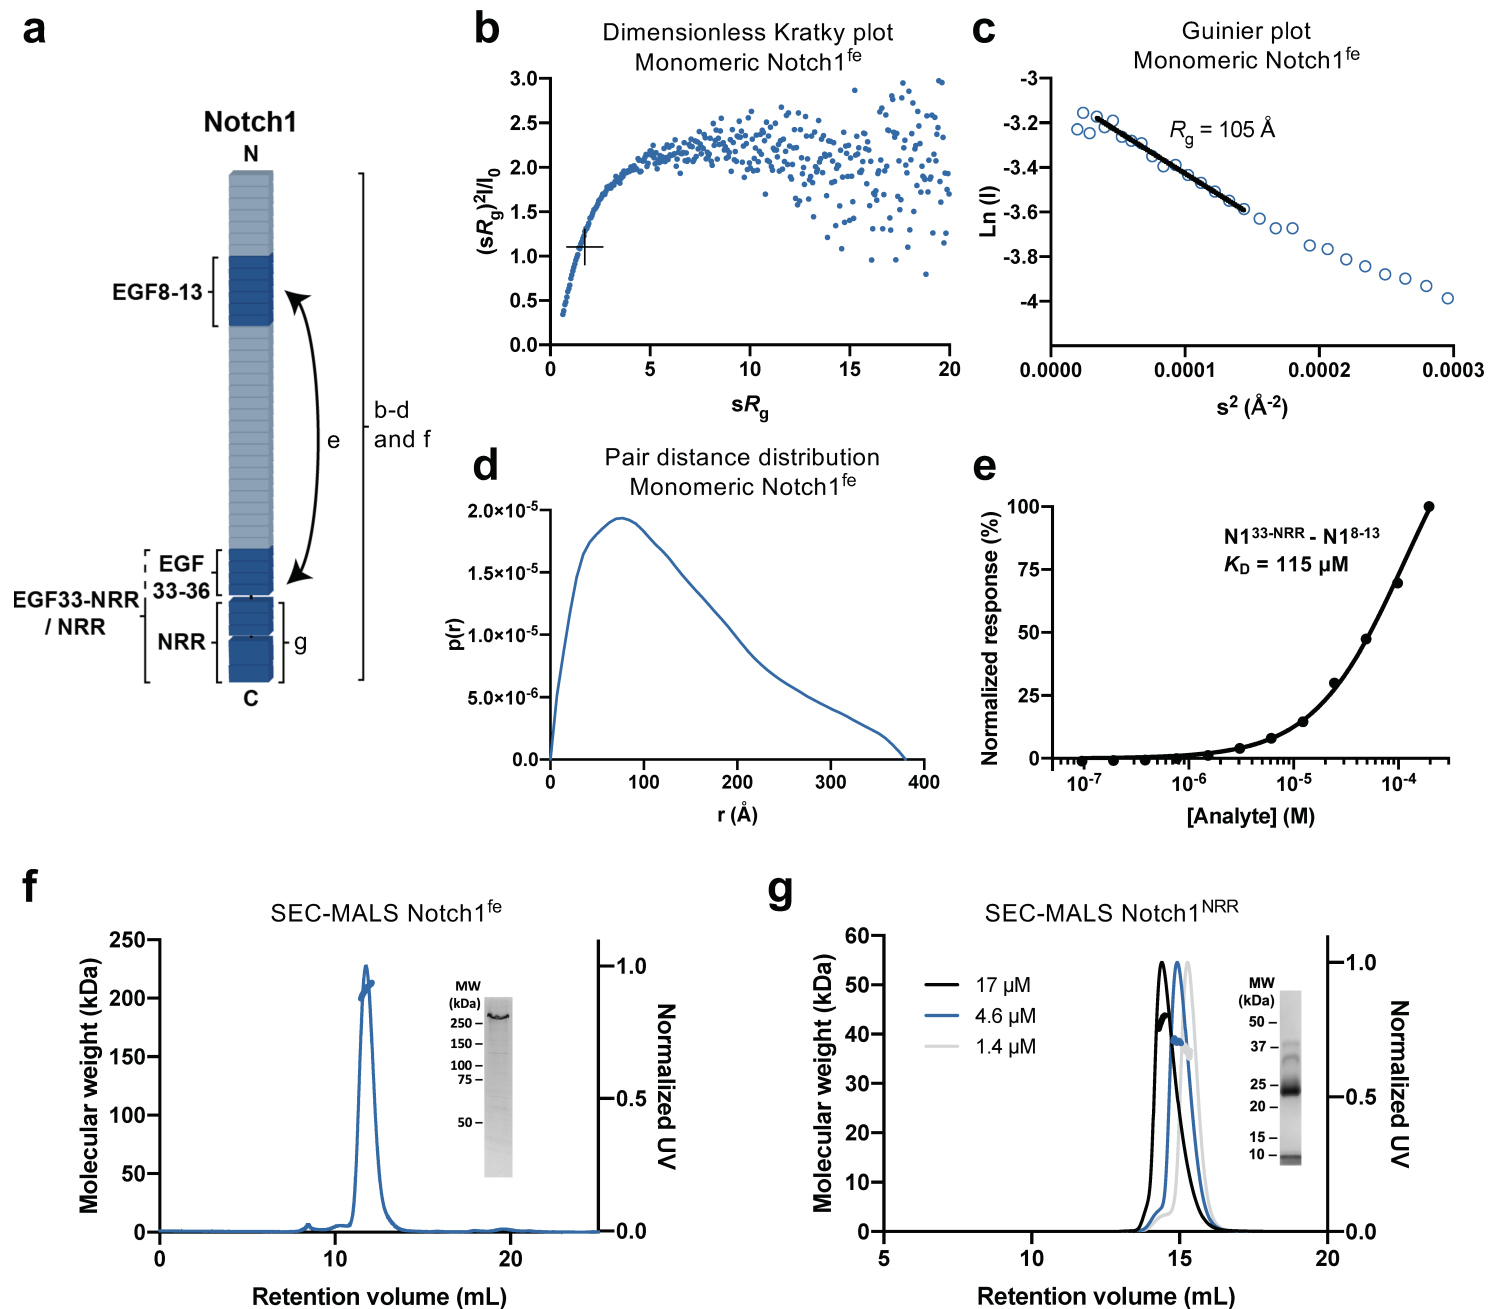 a
Notch1
N
EGF8-13
e
b-d
and f
EGF
33-36
EGF33-NRR
/ NRR
NRR
g
C
b
Dimensionless Kratky plot
Monomeric Notch1fe
(sRg)2I/I0
3.0
2.5
2.0
1.5
1.0
0.5
0.0
0 5 10 15 20
sRg
c
Guinier plot
Monomeric Notch1fe
Rg = 105 Å
Ln (I)
-3
-3.2
-3.4
-3.6
-3.8
-4
0.0000 0.0001 0.0002 0.0003
s2 (Å-2)
d
Pair distance distribution
Monomeric Notch1fe
p(r)
2.0×10-5
1.5×10-5
1.0×10-5
5.0×10-6
0.0
0 100 200 300 400
r (Å)
e
N133-NRR - N18-13
KD = 115 µM
Normalized response (%)
100
75
50
25
0
10-7 10-6 10-5 10-4
[Analyte] (M)
f
SEC-MALS Notch1fe
Molecular weight (kDa)
250
200
150
100
50
0
0 10 20
Retention volume (mL)
1.0
0.5
0.0
Normalized UV
MW
(kDa)
250
150
100
75
50
g
SEC-MALS Notch1NRR
Molecular weight (kDa)
60
50
40
30
20
10
0
5 10 15 20
Retention volume (mL)
17 µM
4.6 µM
1.4 µM
1.0
0.5
0.0
Normalized UV
MW
(kDa)
50
37
25
20
15
10